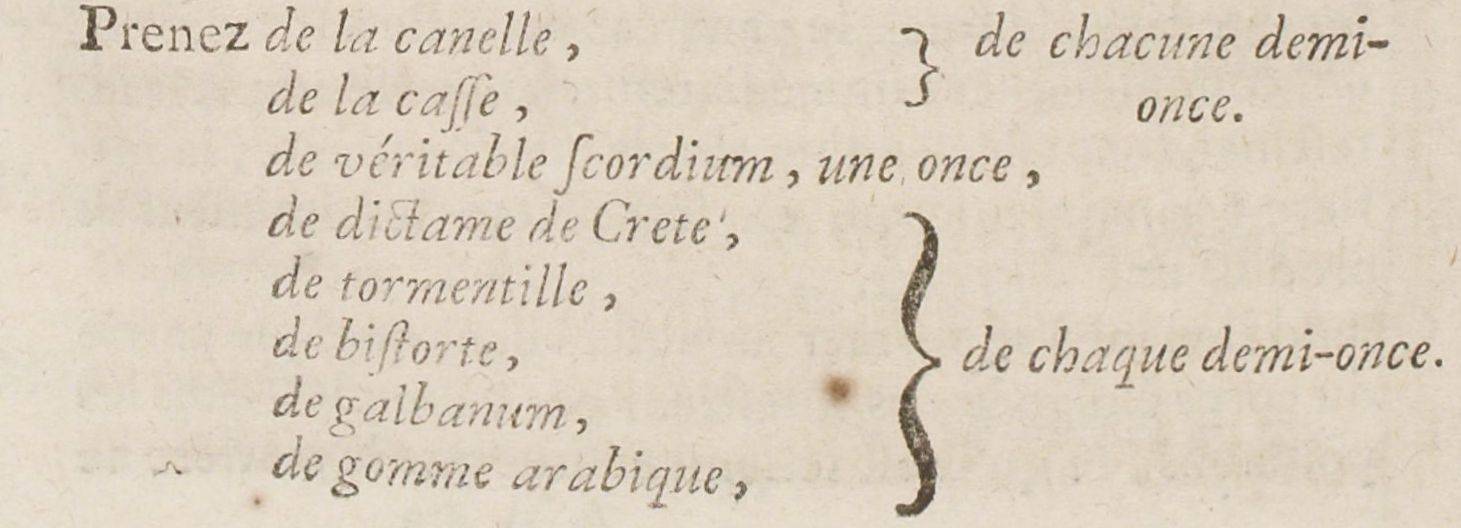 Prenez de la canelle, } de chacune demi-
de la caſſe, } once.
de véritable ſcordium, une once,
de dictame de Crete,
de tormentille,
de biſtorte, } de chaque demi-once.
de galbanum,
de gomme arabique,